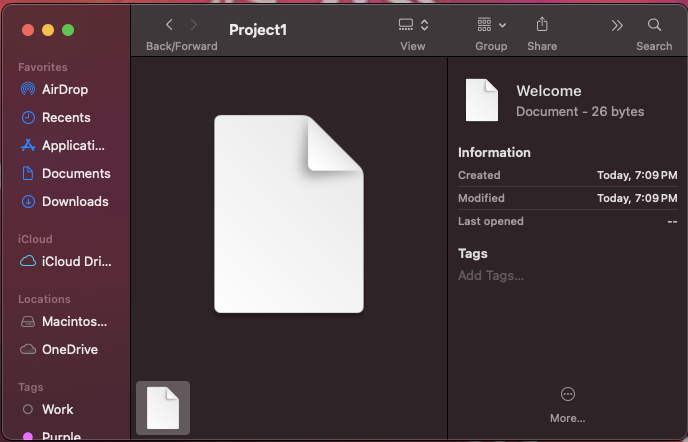 Project1
Back/Forward
View
Group
Share
Search
Favorites
AirDrop
Recents
Applicati...
Documents
Downloads
iCloud
iCloud Dri...
Locations
Macintos...
OneDrive
Tags
Work
Purple
Welcome
Document - 26 bytes
Information
Created Today, 7:09 PM
Modified Today, 7:09 PM
Last opened --
Tags
Add Tags...
More...